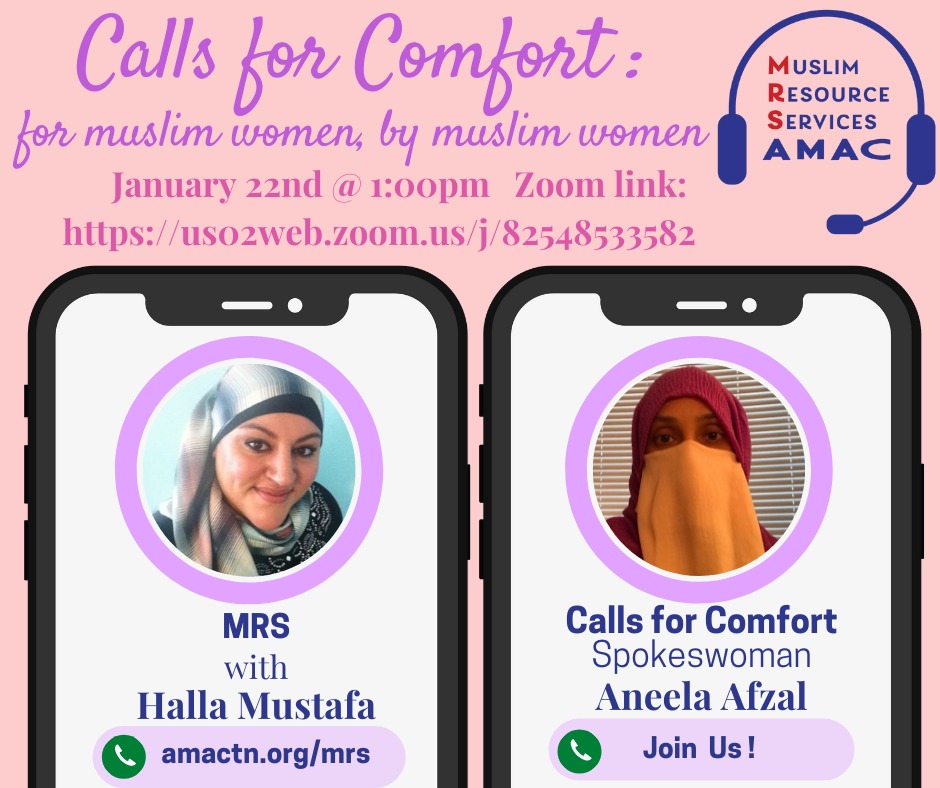 Calls for Comfort :
for muslim women, by muslim women
January 22nd @ 1:00pm Zoom link:
https://us02web.zoom.us/j/82548533582
MUSLIM
RESOURCE
SERVICES
AMAC
MRS
with
Halla Mustafa
amactn.org/mrs
Calls for Comfort
Spokeswoman
Aneela Afzal
Join Us!